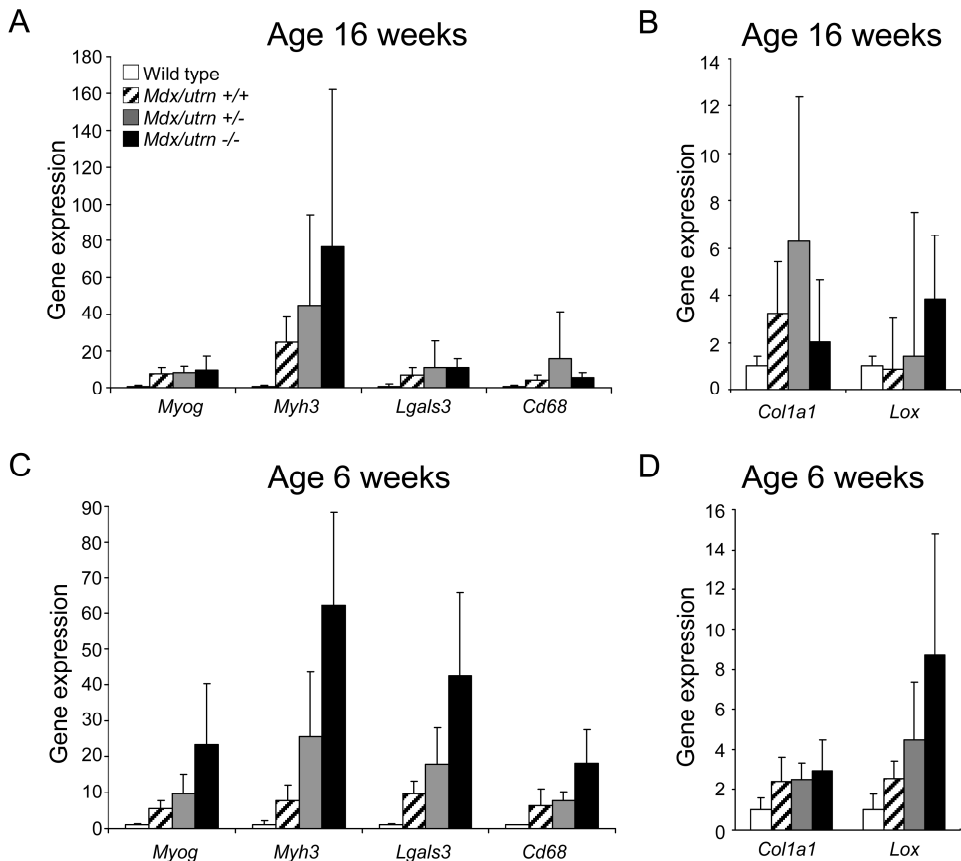 A
Age 16 weeks
Gene expression
180
160
140
120
100
80
60
40
20
0
Wild type
Mdx/utrn +/+
Mdx/utrn +/-
Mdx/utrn -/-
Myog
Myh3
Lgals3
Cd68
B
Age 16 weeks
Gene expression
14
12
10
8
6
4
2
0
Col1a1
Lox
C
Age 6 weeks
Gene expression
90
80
70
60
50
40
30
20
10
0
Myog
Myh3
Lgals3
Cd68
D
Age 6 weeks
Gene expression
16
14
12
10
8
6
4
2
0
Col1a1
Lox